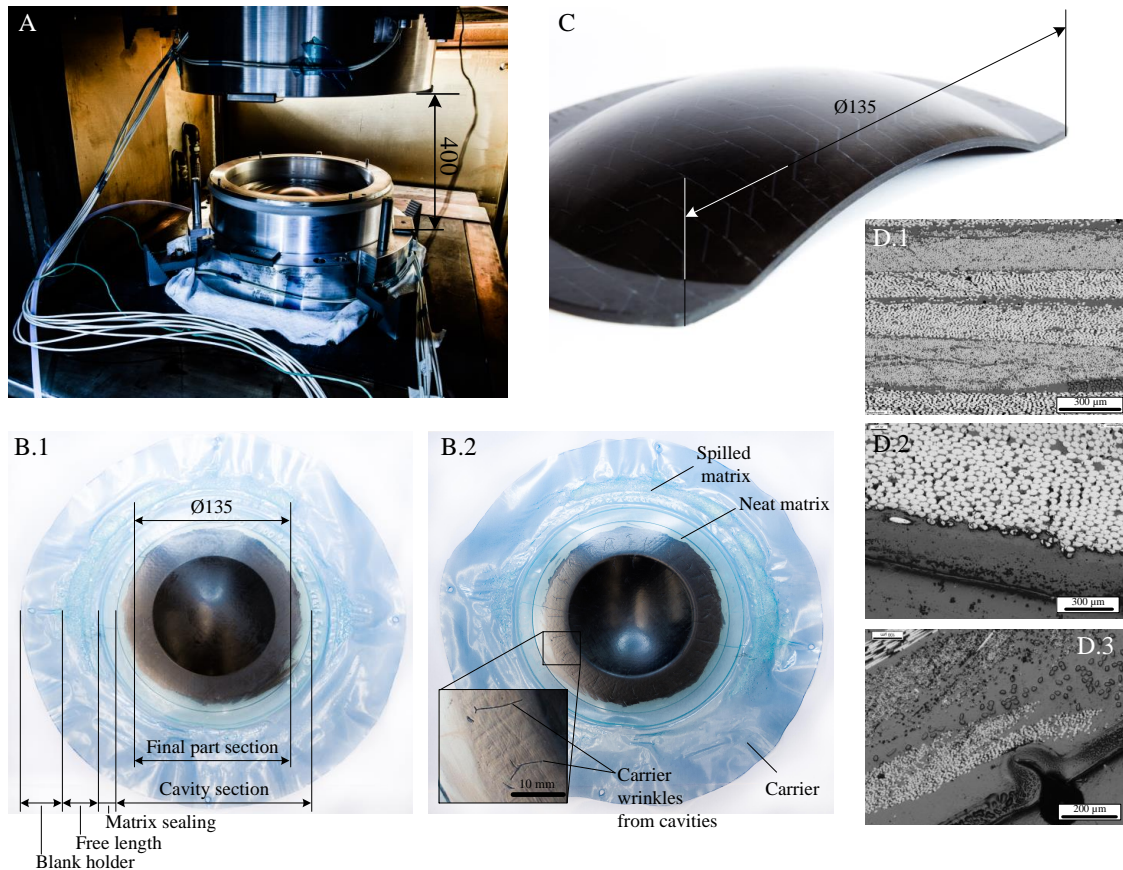 A
400
C
Ø135
D.1
300 µm
D.2
300 µm
D.3
200 µm
B.1
Ø135
Final part section
Cavity section
Matrix sealing
Free length
Blank holder
B.2
Spilled
matrix
Neat matrix
10 mm
Carrier
wrinkles
from cavities
Carrier